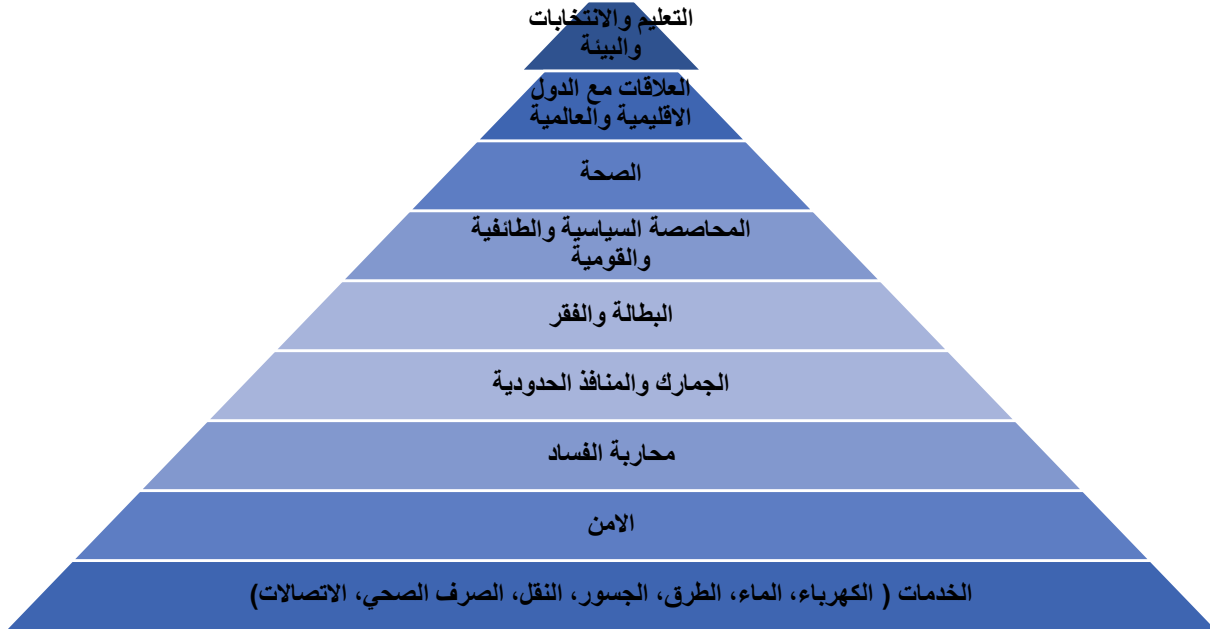 التعليم والانتخابات
والبيئة
العلاقات مع الدول
الاقليمية والعالمية
الصحة
المحاصصة السياسية والطائفية
والقومية
البطالة والفقر
الجمارك والمنافذ الحدودية
محاربة الفساد
الامن
الخدمات ( الكهرباء، الماء، الطرق، الجسور، النقل، الصرف الصحي، الاتصالات)